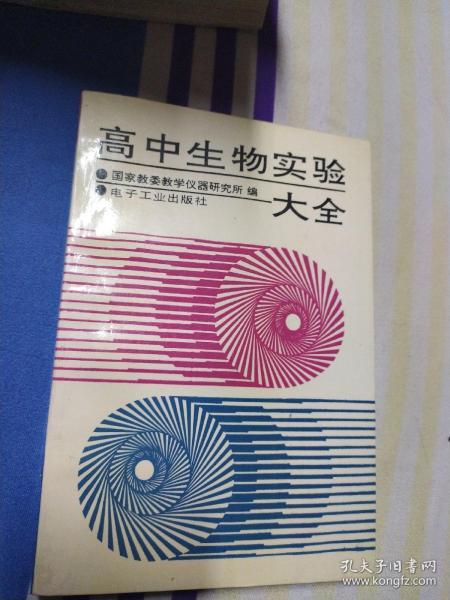 高中生物实验
大全
国家教委教学仪器研究所 编
电子工业出版社
孔夫子旧书网
www.kongfz.com